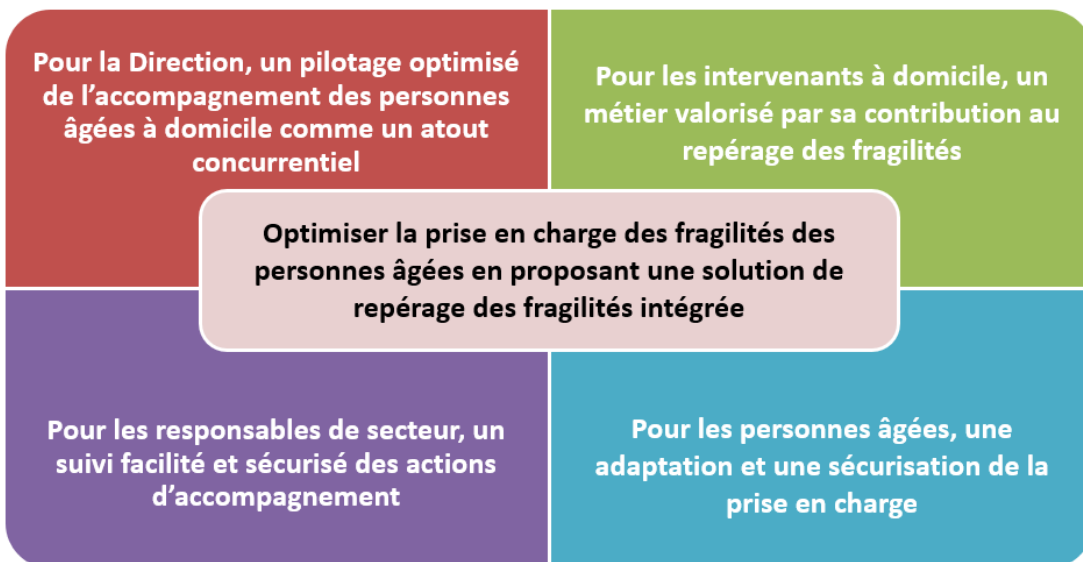 Pour la Direction, un pilotage optimisé
de l’accompagnement des personnes
âgées à domicile comme un atout
concurrentiel
Pour les intervenants à domicile, un
métier valorisé par sa contribution au
repérage des fragilités
Optimiser la prise en charge des fragilités des
personnes âgées en proposant une solution de
repérage des fragilités intégrée
Pour les responsables de secteur, un
suivi facilité et sécurisé des actions
d’accompagnement
Pour les personnes âgées, une
adaptation et une sécurisation de la
prise en charge